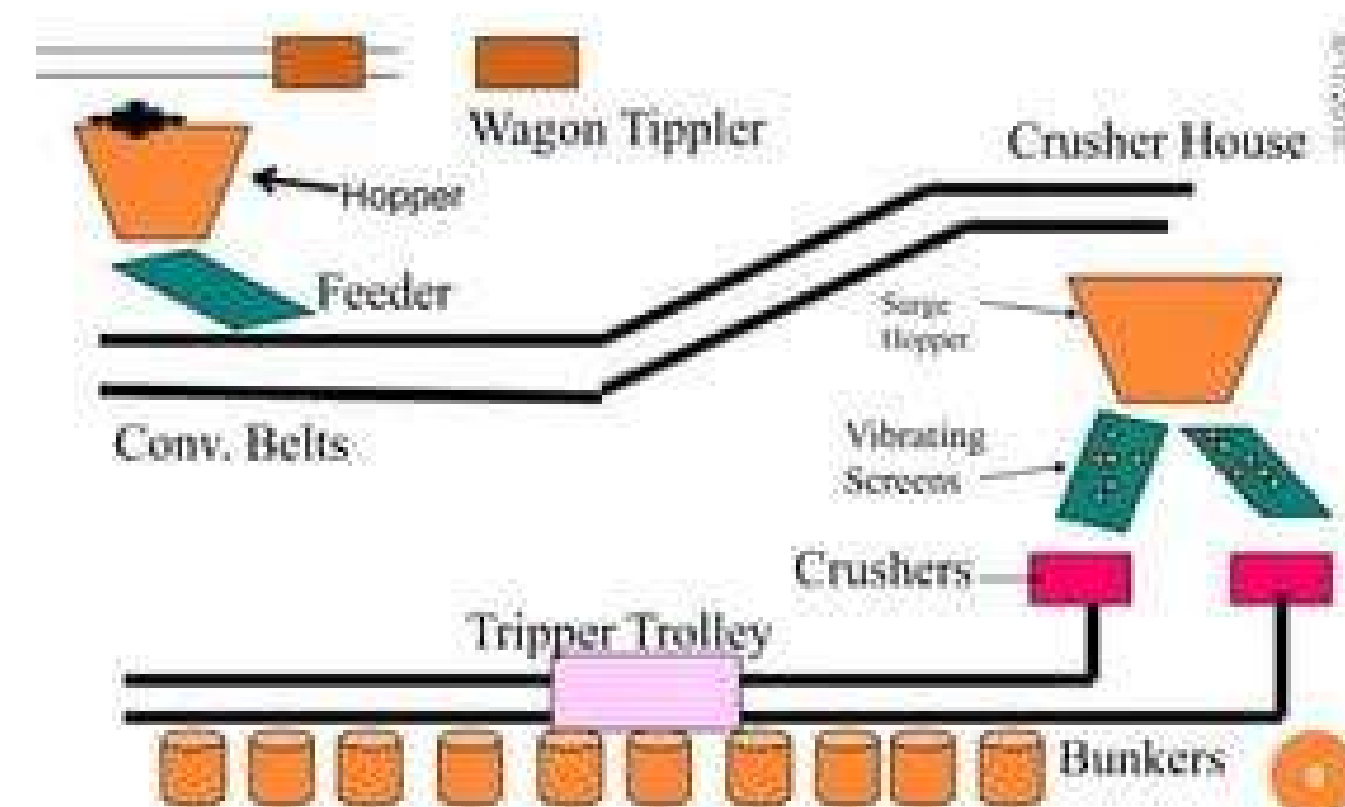 Wagon Tippler
Crusher House
Hopper
Feeder
Surge
Hopper
Conv. Belts
Vibrating
Screens
Crushers
Tripper Trolley
Bunkers